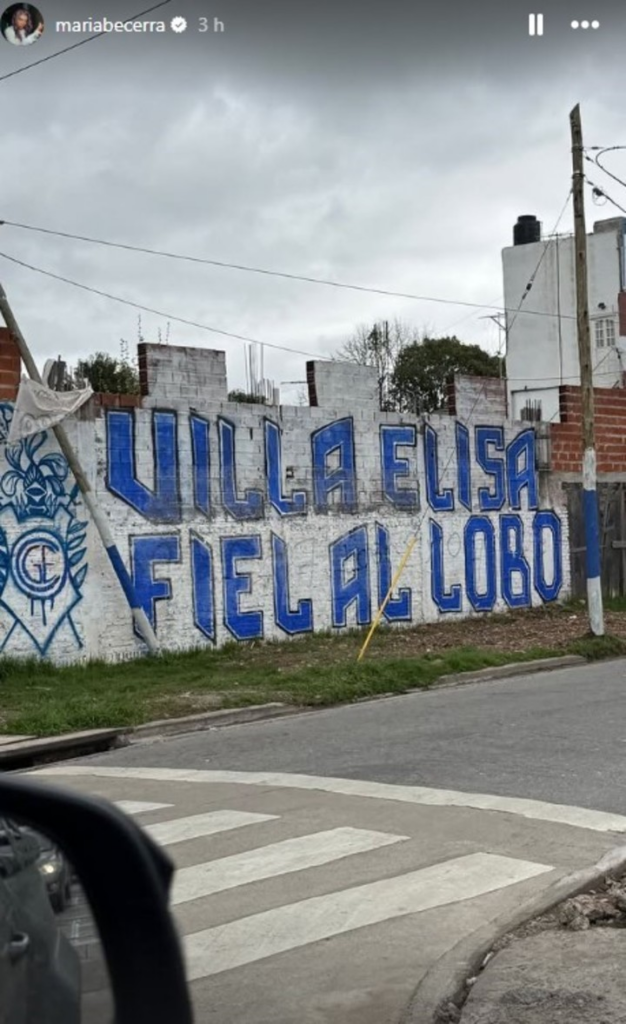 mariabecerra 3 h
VILLA ELISA
FIEL AL LOBO